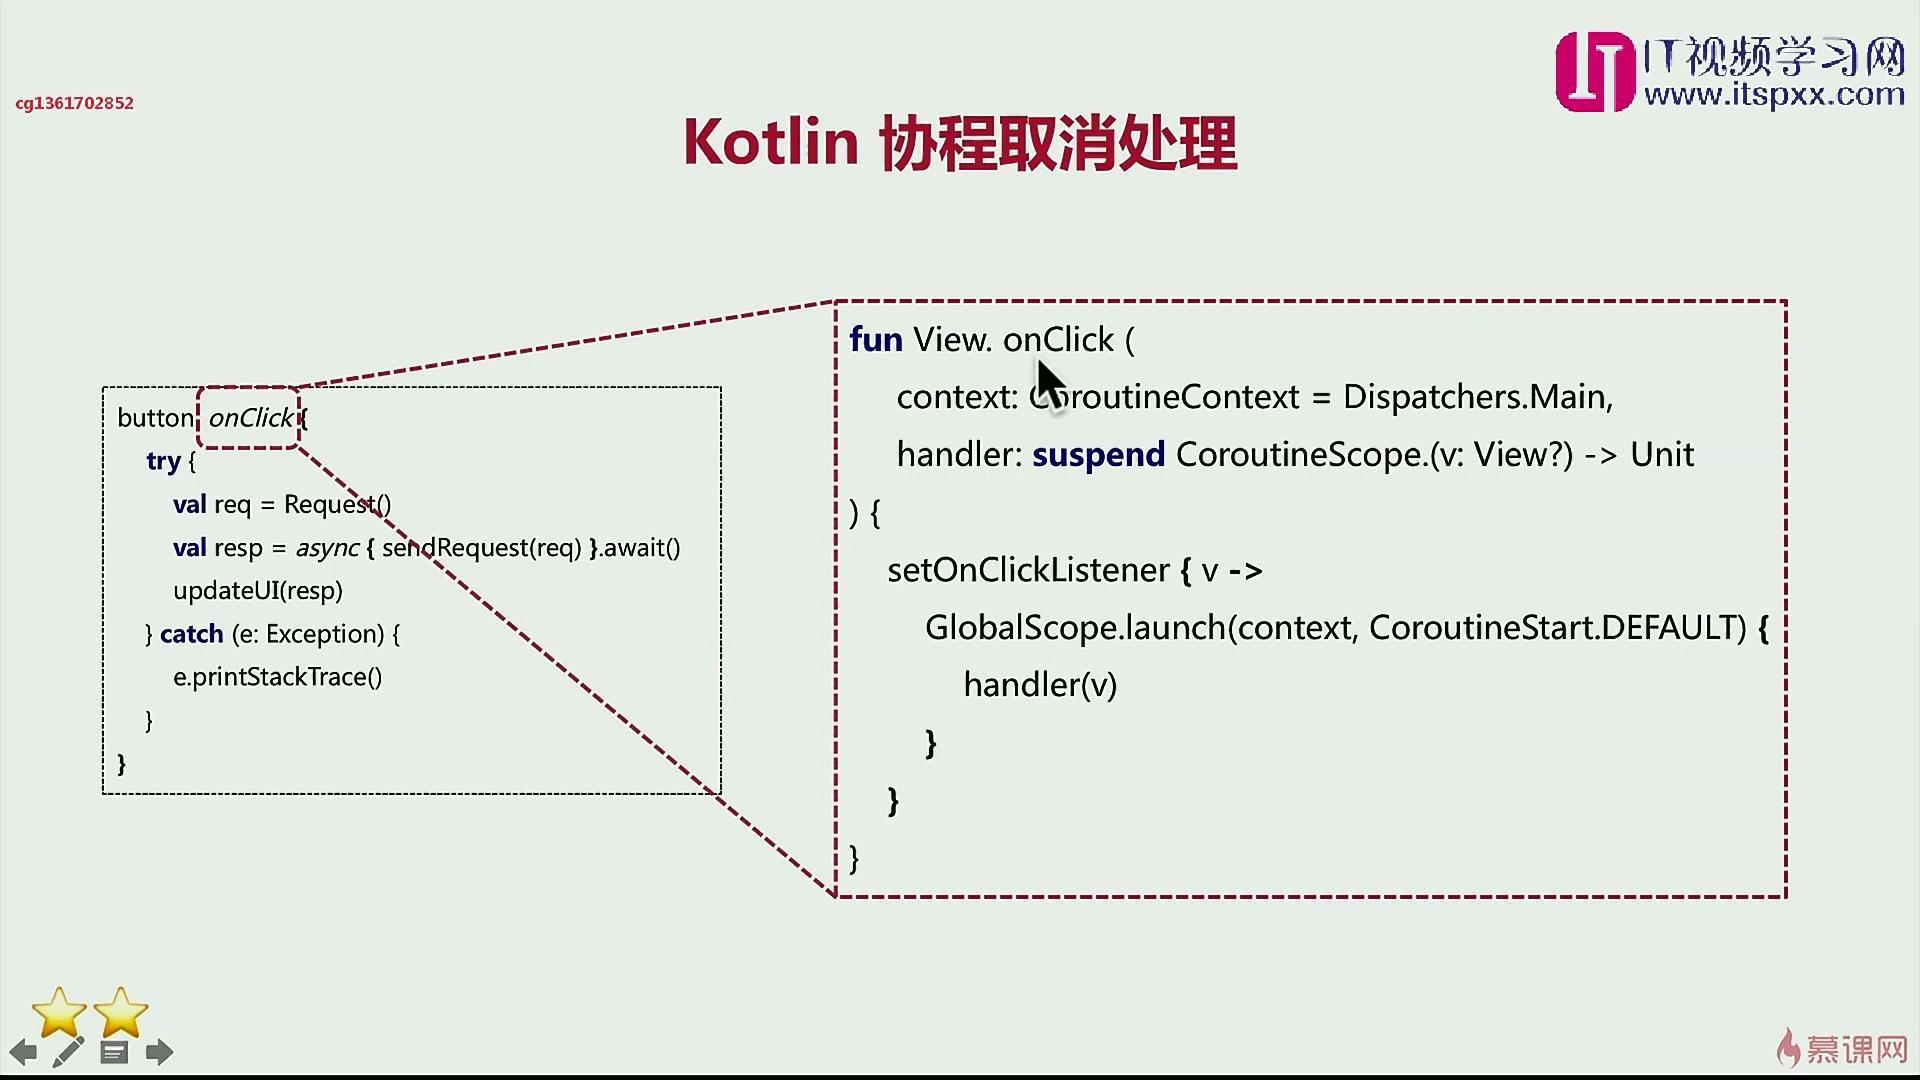 IT视频学习网
www.itspxx.com
cg1361702852
Kotlin 协程取消处理
button onClick {
try {
val req = Request()
val resp = async { sendRequest(req) }.await()
updateUI(resp)
} catch (e: Exception) {
e.printStackTrace()
}
}
fun View. onClick (
context: CoroutineContext = Dispatchers.Main,
handler: suspend CoroutineScope.(v: View?) -> Unit
) {
setOnClickListener { v ->
GlobalScope.launch(context, CoroutineStart.DEFAULT) {
handler(v)
}
}
}
慕课网